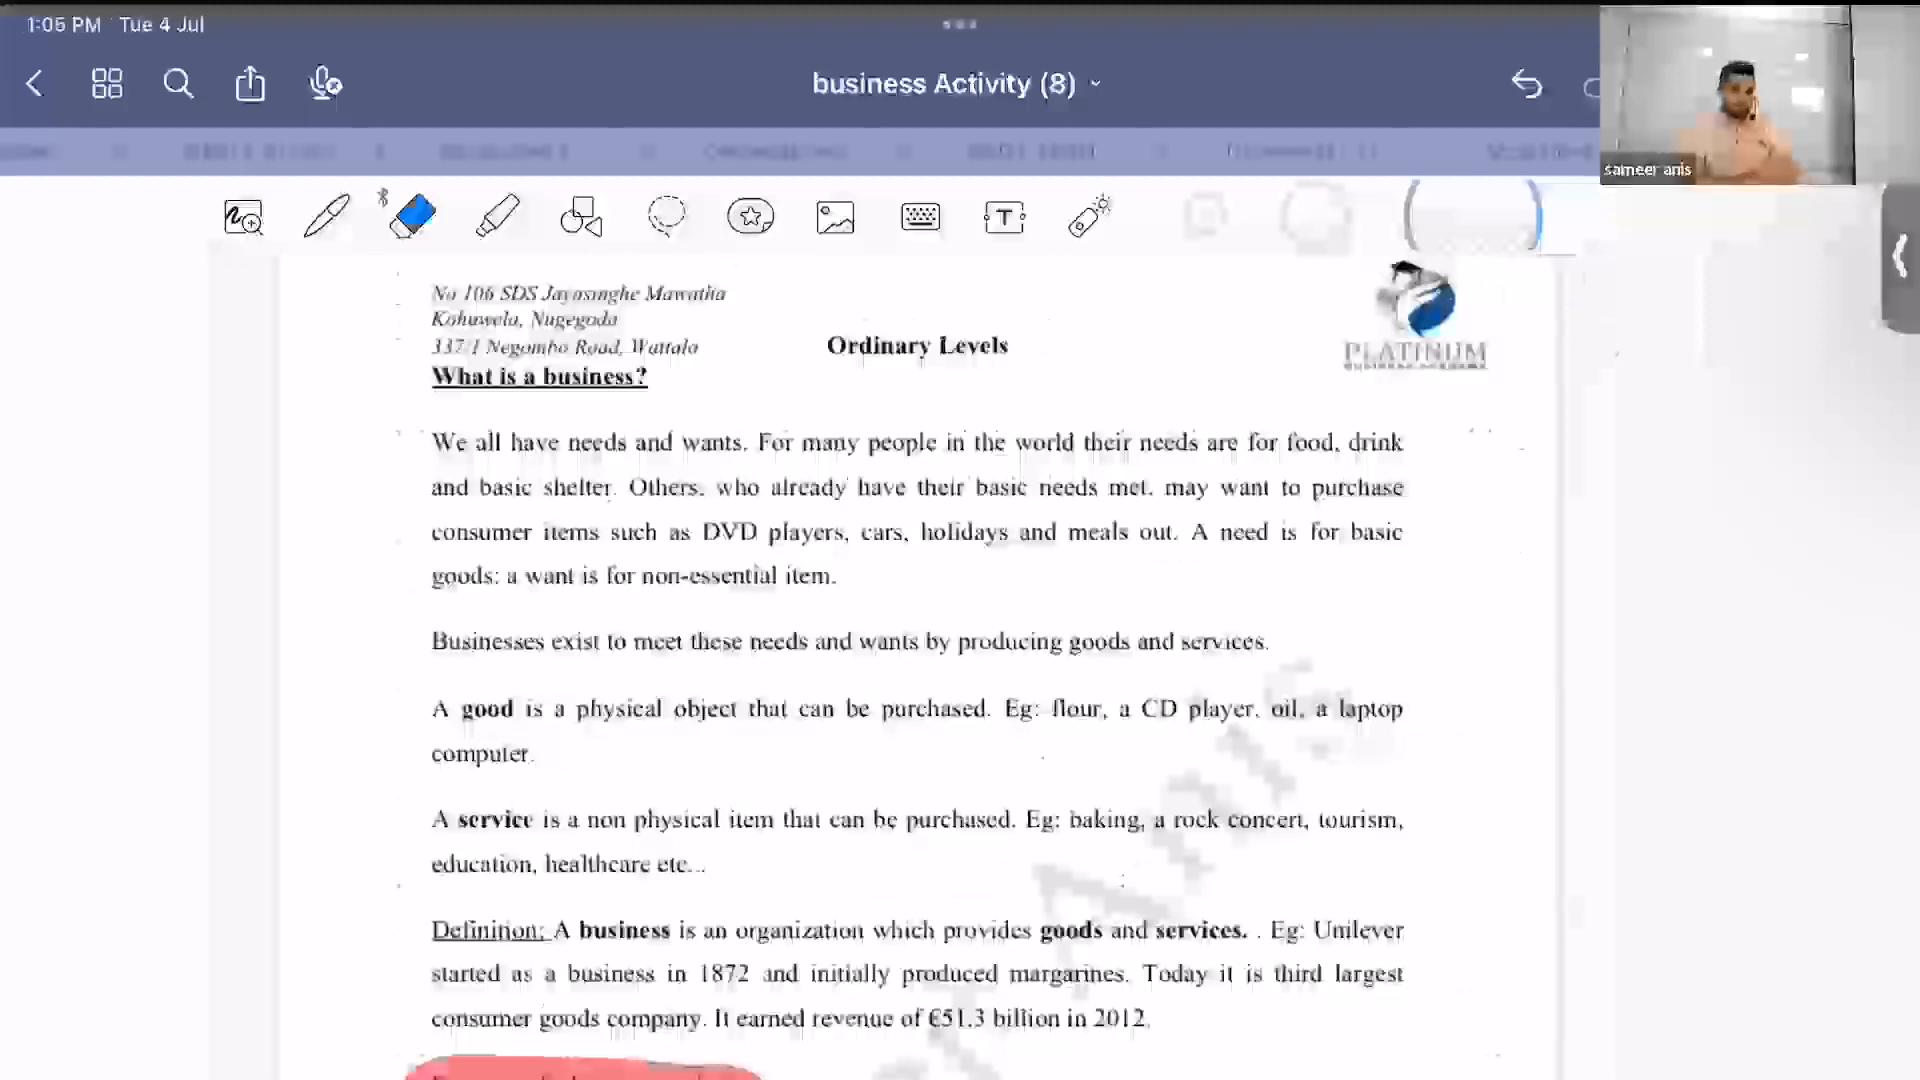 1:05 PM Tue 4 Jul
business Activity (8)
sameer anis
T
No 106 SDS Jayasinghe Mawatha
Kohuwela, Nugegoda
337/1 Negombo Road, Wattala
Ordinary Levels
PLATINUM
What is a business?
We all have needs and wants. For many people in the world their needs are for food, drink
and basic shelter. Others, who already have their basic needs met, may want to purchase
consumer items such as DVD players, cars, holidays and meals out. A need is for basic
goods: a want is for non-essential item.
Businesses exist to meet these needs and wants by producing goods and services.
A good is a physical object that can be purchased. Eg: flour, a CD player, oil, a laptop
computer.
A service is a non physical item that can be purchased. Eg: baking, a rock concert, tourism,
education, healthcare etc...
Definition: A business is an organization which provides goods and services. . Eg: Unilever
started as a business in 1872 and initially produced margarines. Today it is third largest
consumer goods company. It earned revenue of €51.3 billion in 2012.
Anis